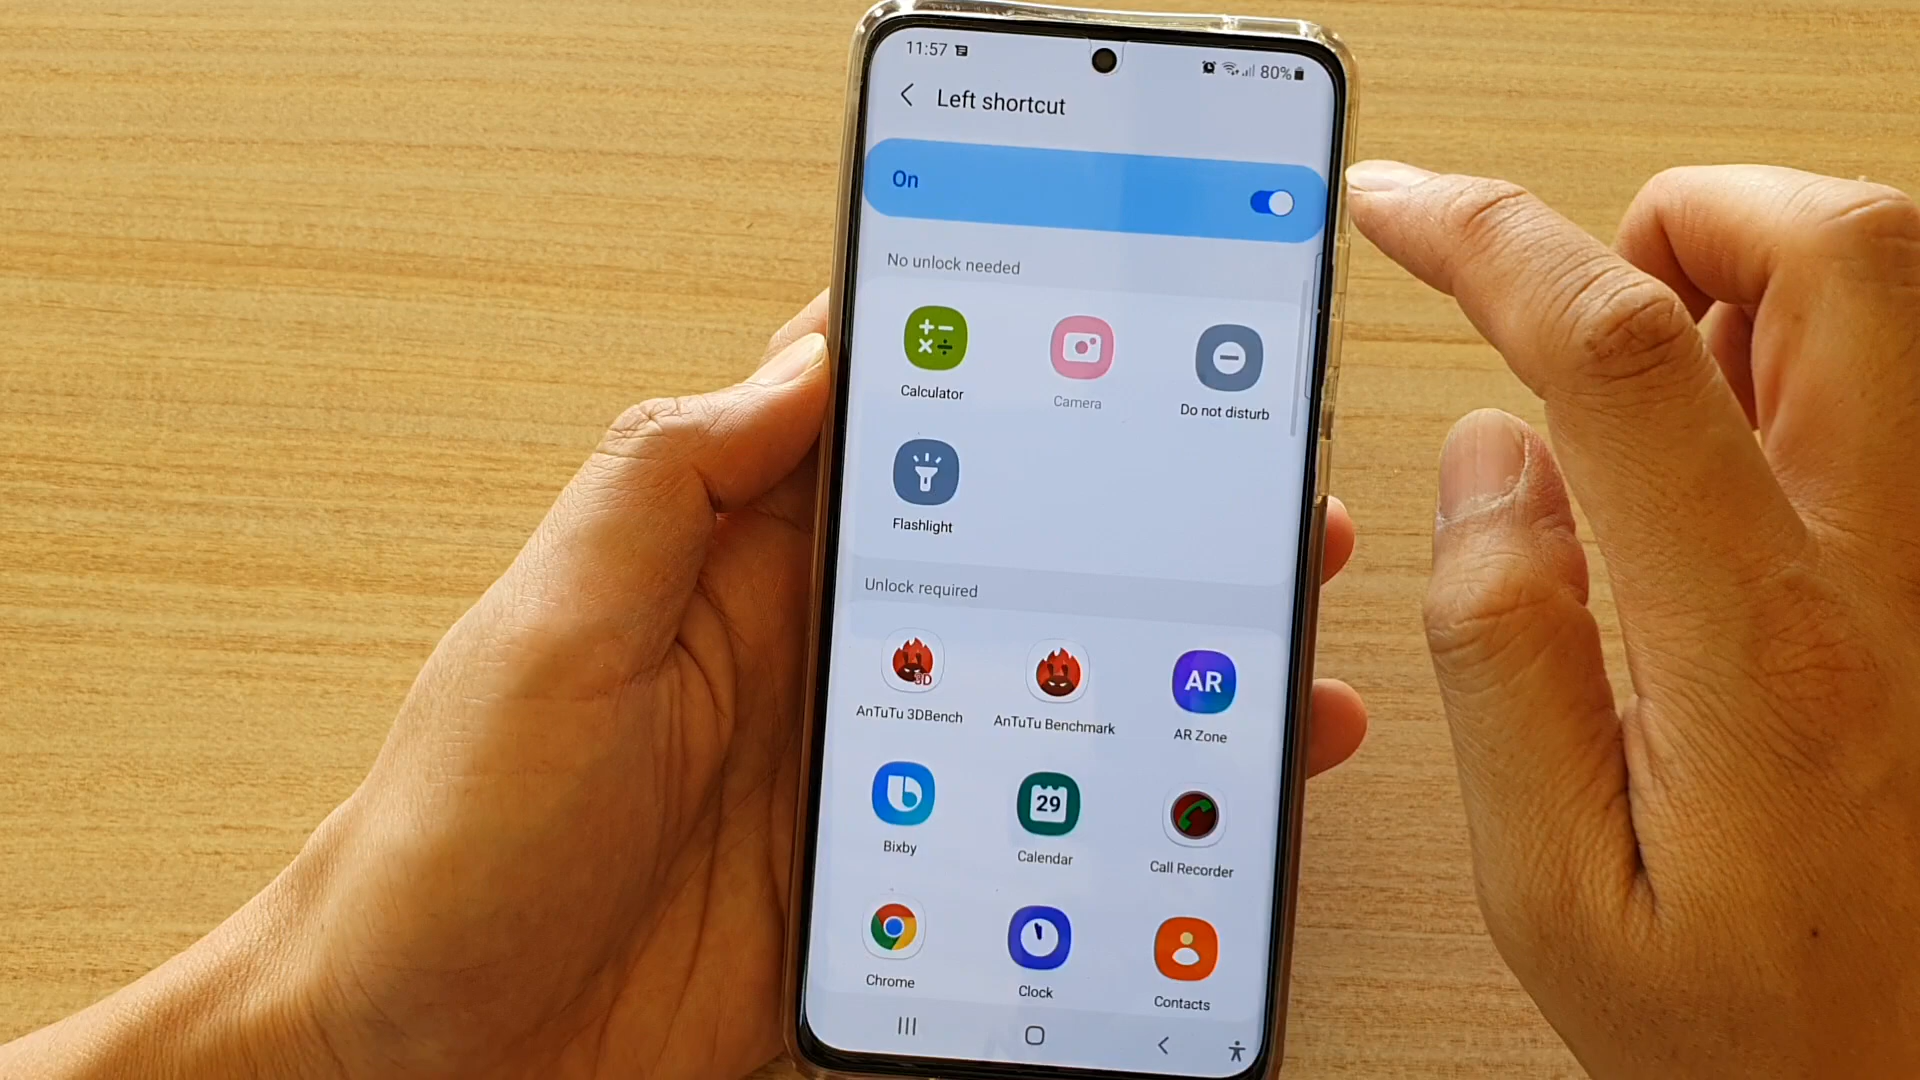 11:57 80%
Left shortcut
On
No unlock needed
Calculator Camera Do not disturb
Flashlight
Unlock required
3D AR
AnTuTu 3DBench AnTuTu Benchmark AR Zone
29
Bixby Calendar Call Recorder
Chrome Clock Contacts